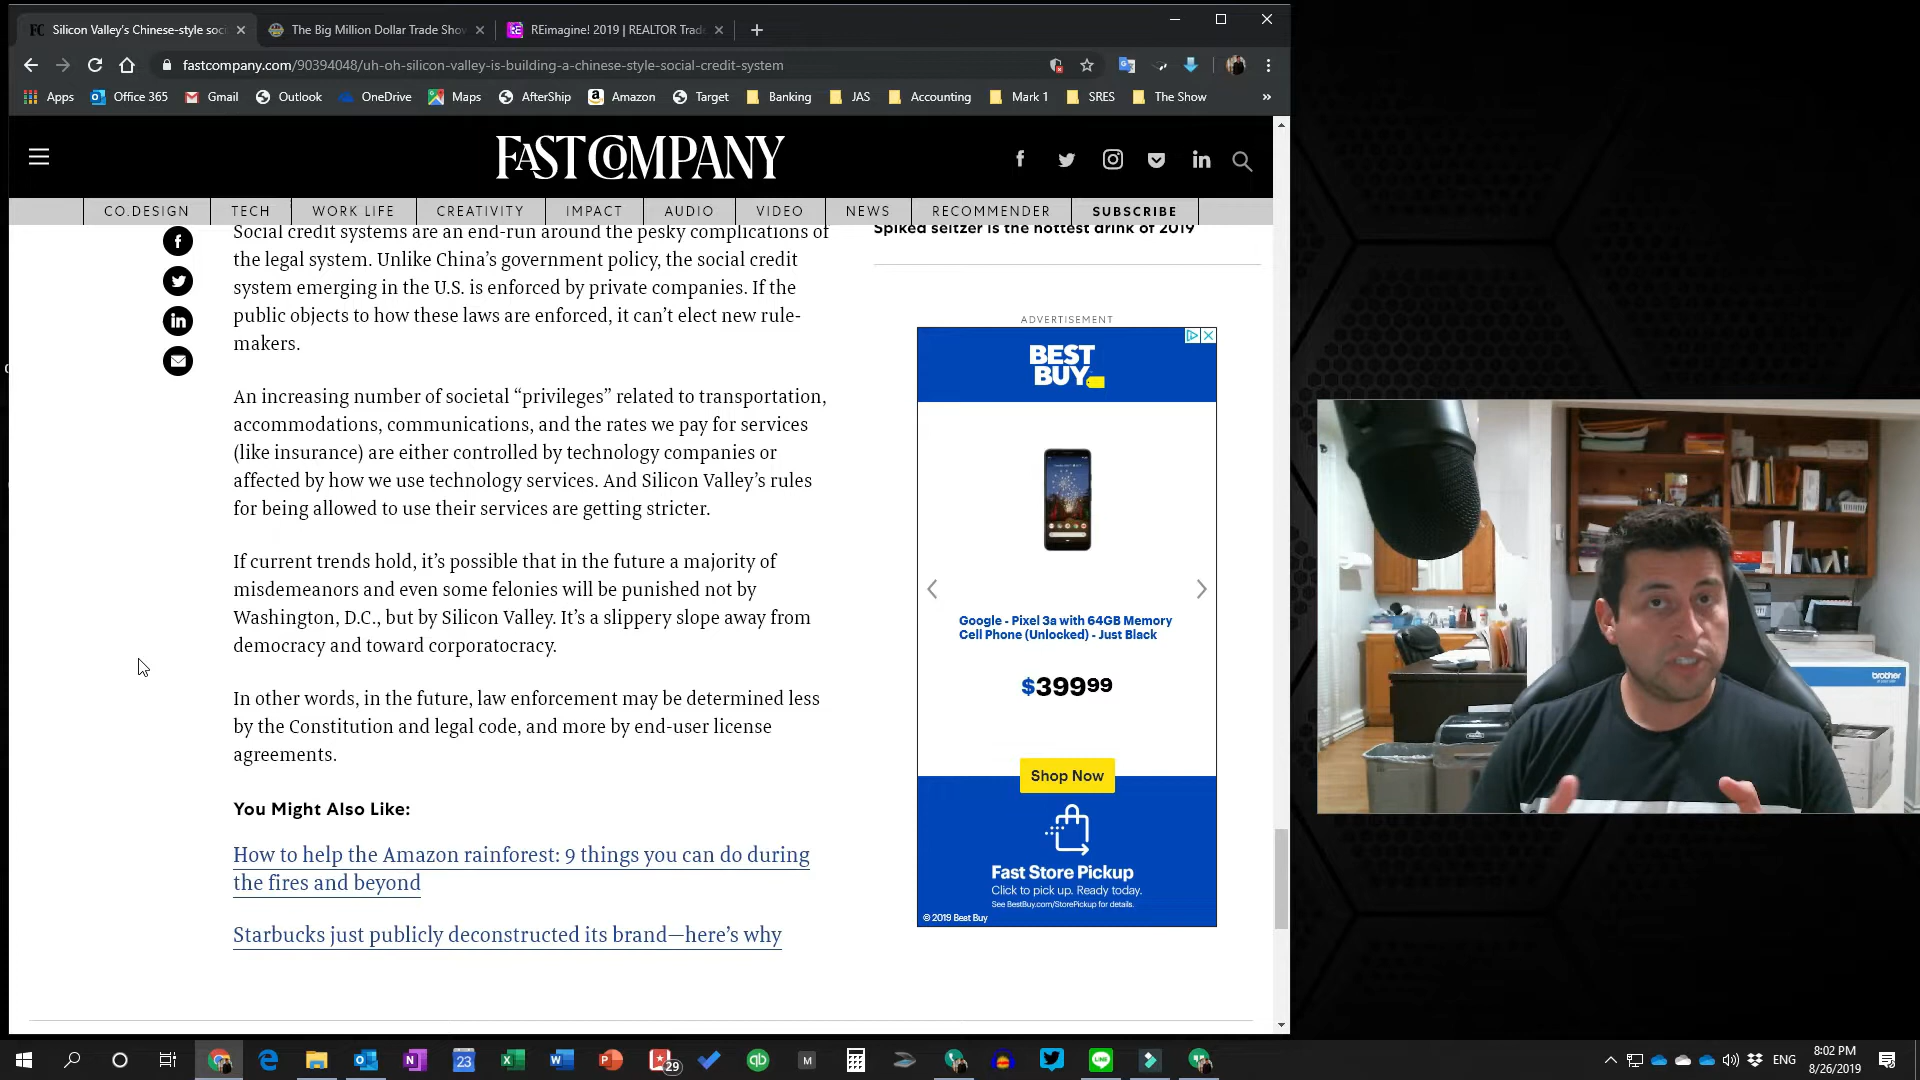 Silicon Valley's Chinese-style soc
The Big Million Dollar Trade Sho
REimagine! 2019 | REALTOR Trad
fastcompany.com/90394048/uh-oh-silicon-valley-is-building-a-chinese-style-social-credit-system
Apps
Office 365
Gmail
Outlook
OneDrive
Maps
AfterShip
Amazon
Target
Banking
JAS
Accounting
Mark 1
SRES
The Show
FAST COMPANY
CO.DESIGN
TECH
WORK LIFE
CREATIVITY
IMPACT
AUDIO
VIDEO
NEWS
RECOMMENDER
SUBSCRIBE
Social credit systems are an end-run around the pesky complications of
the legal system. Unlike China's government policy, the social credit
system emerging in the U.S. is enforced by private companies. If the
public objects to how these laws are enforced, it can't elect new rule-
makers.
An increasing number of societal “privileges” related to transportation,
accommodations, communications, and the rates we pay for services
(like insurance) are either controlled by technology companies or
affected by how we use technology services. And Silicon Valley's rules
for being allowed to use their services are getting stricter.
If current trends hold, it's possible that in the future a majority of
misdemeanors and even some felonies will be punished not by
Washington, D.C., but by Silicon Valley. It's a slippery slope away from
democracy and toward corporatocracy.
In other words, in the future, law enforcement may be determined less
by the Constitution and legal code, and more by end-user license
agreements.
You Might Also Like:
How to help the Amazon rainforest: 9 things you can do during
the fires and beyond
Starbucks just publicly deconstructed its brand—here's why
Spiked seltzer is the hottest drink of 2019
ADVERTISEMENT
BEST
BUY
Google - Pixel 3a with 64GB Memory
Cell Phone (Unlocked) - Just Black
$39999
Shop Now
Fast Store Pickup
Click to pick up. Ready today.
See BestBuy.com/StorePickup for details.
© 2019 Best Buy
brother
23
29
M
LINE
ENG
8:02 PM
8/26/2019